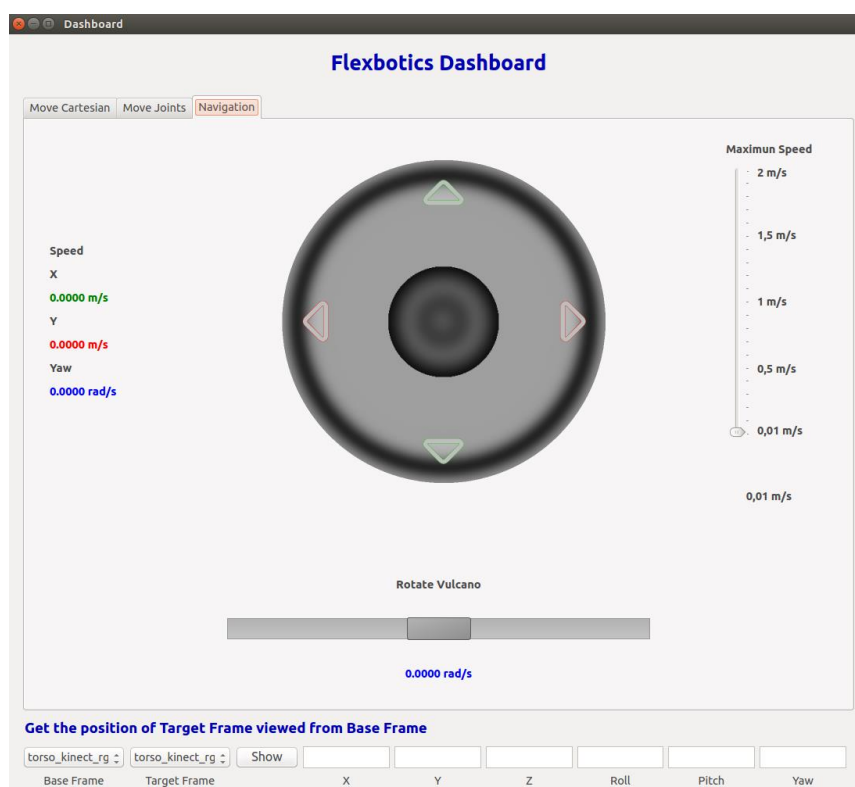 Dashboard
Flexbotics Dashboard
Move Cartesian Move Joints Navigation
Maximun Speed
2 m/s
1,5 m/s
1 m/s
0,5 m/s
0,01 m/s
0,01 m/s
Speed
X
0.0000 m/s
Y
0.0000 m/s
Yaw
0.0000 rad/s
Rotate Vulcano
0.0000 rad/s
Get the position of Target Frame viewed from Base Frame
torso_kinect_rg torso_kinect_rg Show
Base Frame Target Frame X Y Z Roll Pitch Yaw